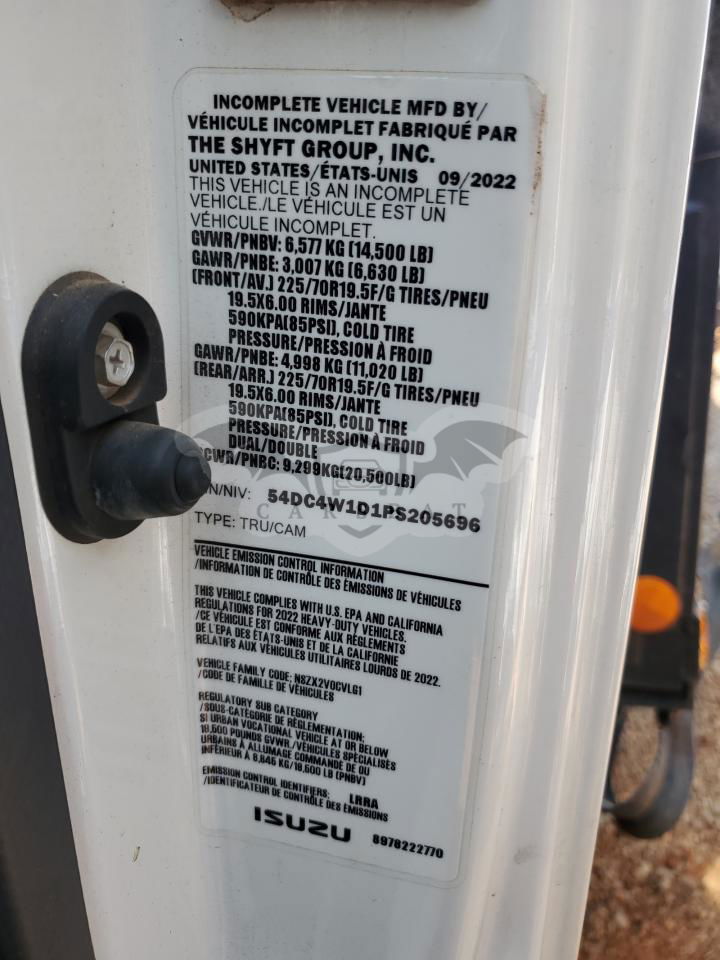 INCOMPLETE VEHICLE MFD BY/
VÉHICULE INCOMPLET FABRIQUÉ PAR
THE SHYFT GROUP, INC.
UNITED STATES/ÉTATS-UNIS 09/2022
THIS VEHICLE IS AN INCOMPLETE
VEHICLE./LE VÉHICULE EST UN
VÉHICULE INCOMPLET.
GVWR/PNBV: 6,577 KG (14,500 LB)
GAWR/PNBE: 3,007 KG (6,630 LB)
(FRONT/AV.) 225/70R19.5F/G TIRES/PNEU
19.5X6.00 RIMS/JANTE
590KPA(85PSI), COLD TIRE
PRESSURE/PRESSION À FROID
GAWR/PNBE: 4,998 KG (11,020 LB)
(REAR/ARR.) 225/70R19.5F/G TIRES/PNEU
19.5X6.00 RIMS/JANTE
590KPA(85PSI), COLD TIRE
PRESSURE/PRESSION À FROID
DUAL/DOUBLE
CWR/PNBC: 9,299KG(20,500LB)
N/NIV: 54DC4W1D1PS205696
TYPE: TRU/CAM
VEHICLE EMISSION CONTROL INFORMATION
/INFORMATION DE CONTRÔLE DES ÉMISSIONS DE VÉHICULES
THIS VEHICLE COMPLIES WITH U.S. EPA AND CALIFORNIA
REGULATIONS FOR 2022 HEAVY-DUTY VEHICLES.
/CE VÉHICULE EST CONFORME AUX RÈGLEMENTS
DE L'EPA DES ÉTATS-UNIS ET DE LA CALIFORNIE
RELATIFS AUX VÉHICULES UTILITAIRES LOURDS DE 2022.
VEHICLE FAMILY CODE: NSZX2VOCVLG1
/CODE DE FAMILLE DE VÉHICULES
REGULATORY SUB CATEGORY
/SOUS-CATÉGORIE DE RÉGLEMENTATION:
SI URBAN VOCATIONAL VEHICLE AT OR BELOW
19,500 POUNDS GVWR/VÉHICULES SPÉCIALISÉS
URBAINS À ALLUMAGE COMMANDÉ DE OU
INFÉRIEUR À 8,845 KG/19,500 LB (PNBV)
EMISSION CONTROL IDENTIFIERS: LRRA
/IDENTIFICATEUR DE CONTRÔLE DES ÉMISSIONS
ISUZU 8978222770